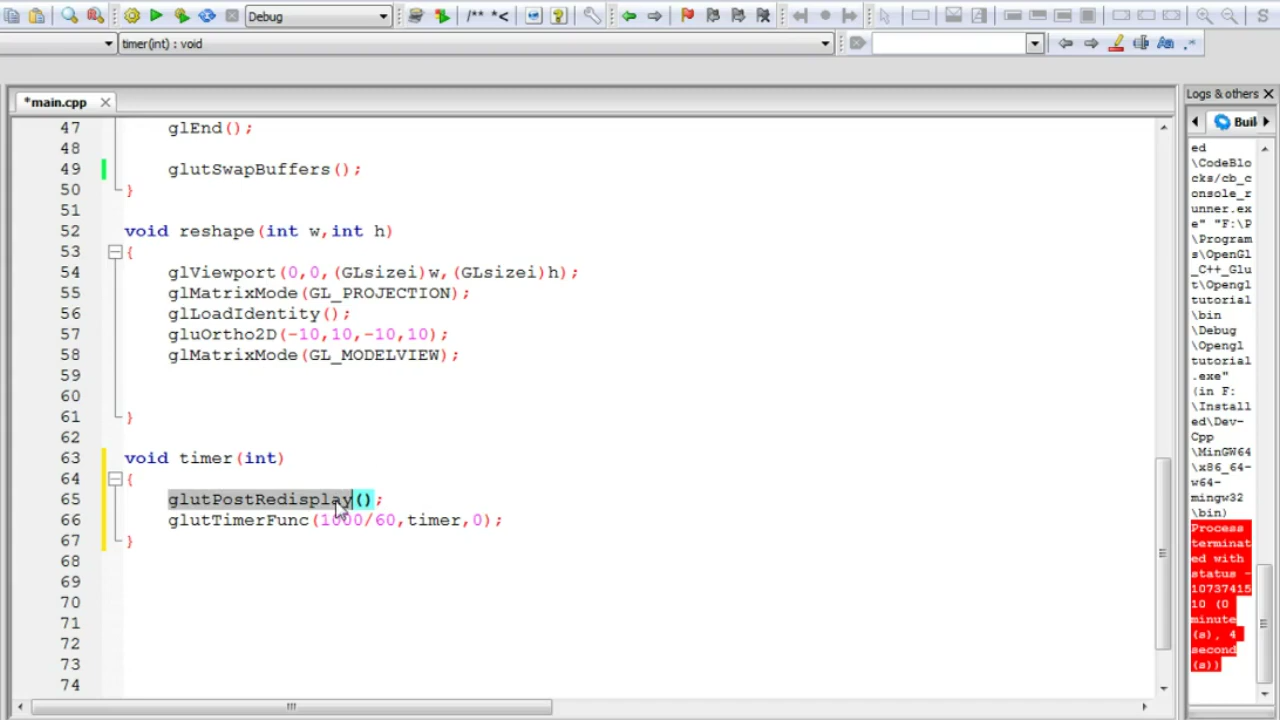 Debug
/** *<
timer(int) : void
*main.cpp
Logs & others
Buil
47 glEnd();
48
49 glutSwapBuffers();
50 }
51
52 void reshape(int w,int h)
53 {
54 glViewport(0,0,(GLsizei)w,(GLsizei)h);
55 glMatrixMode(GL_PROJECTION);
56 glLoadIdentity();
57 gluOrtho2D(-10,10,-10,10);
58 glMatrixMode(GL_MODELVIEW);
59
60
61 }
62
63 void timer(int)
64 {
65 glutPostRedisplay();
66 glutTimerFunc(1000/60,timer,0);
67 }
68
69
70
71
72
73
74
ed
\CodeBlo
cks/cb_c
onsole_r
unner.ex
e" "F:\P
\Program
s\OpenGl
_C++_Glu
t\Opengl
tutorial
\bin
\Debug
\Opengl
tutorial
.exe"
(in F:
\Install
ed\Dev-
Cpp
\MinGW64
\x86_64-
w64-
mingw32
\bin)
Process
terminat
ed with
status -
10737415
10 (0
minute
(s), 4
second
(s))